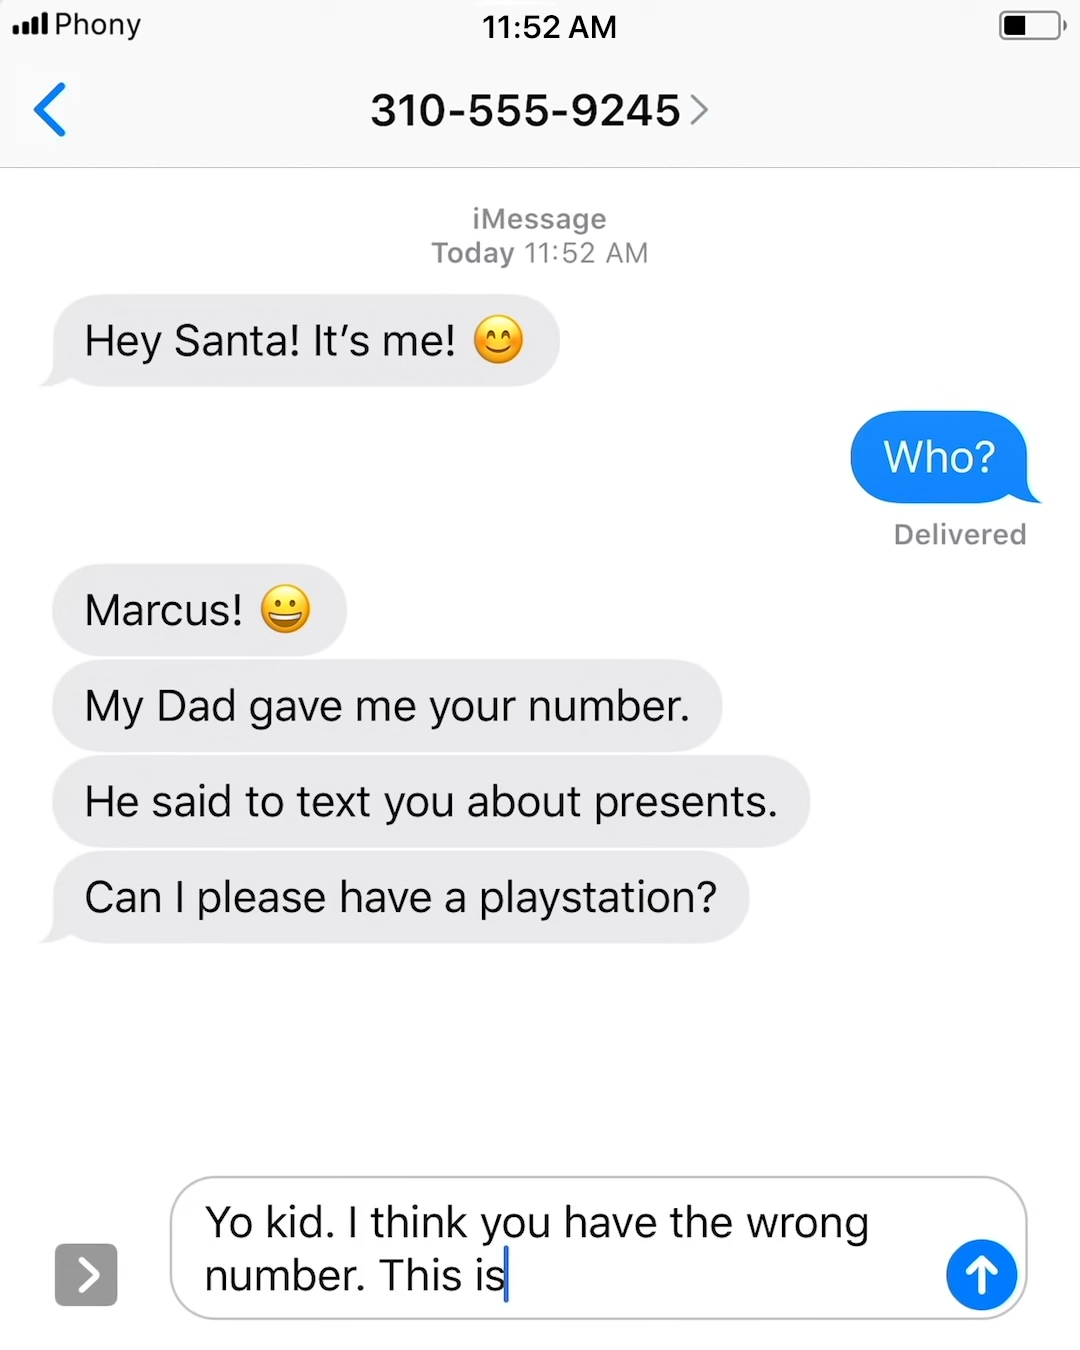 Phony
11:52 AM
310-555-9245
iMessage
Today 11:52 AM
Hey Santa! It’s me! 😊
Who?
Delivered
Marcus! 😀
My Dad gave me your number.
He said to text you about presents.
Can I please have a playstation?
Yo kid. I think you have the wrong
number. This is